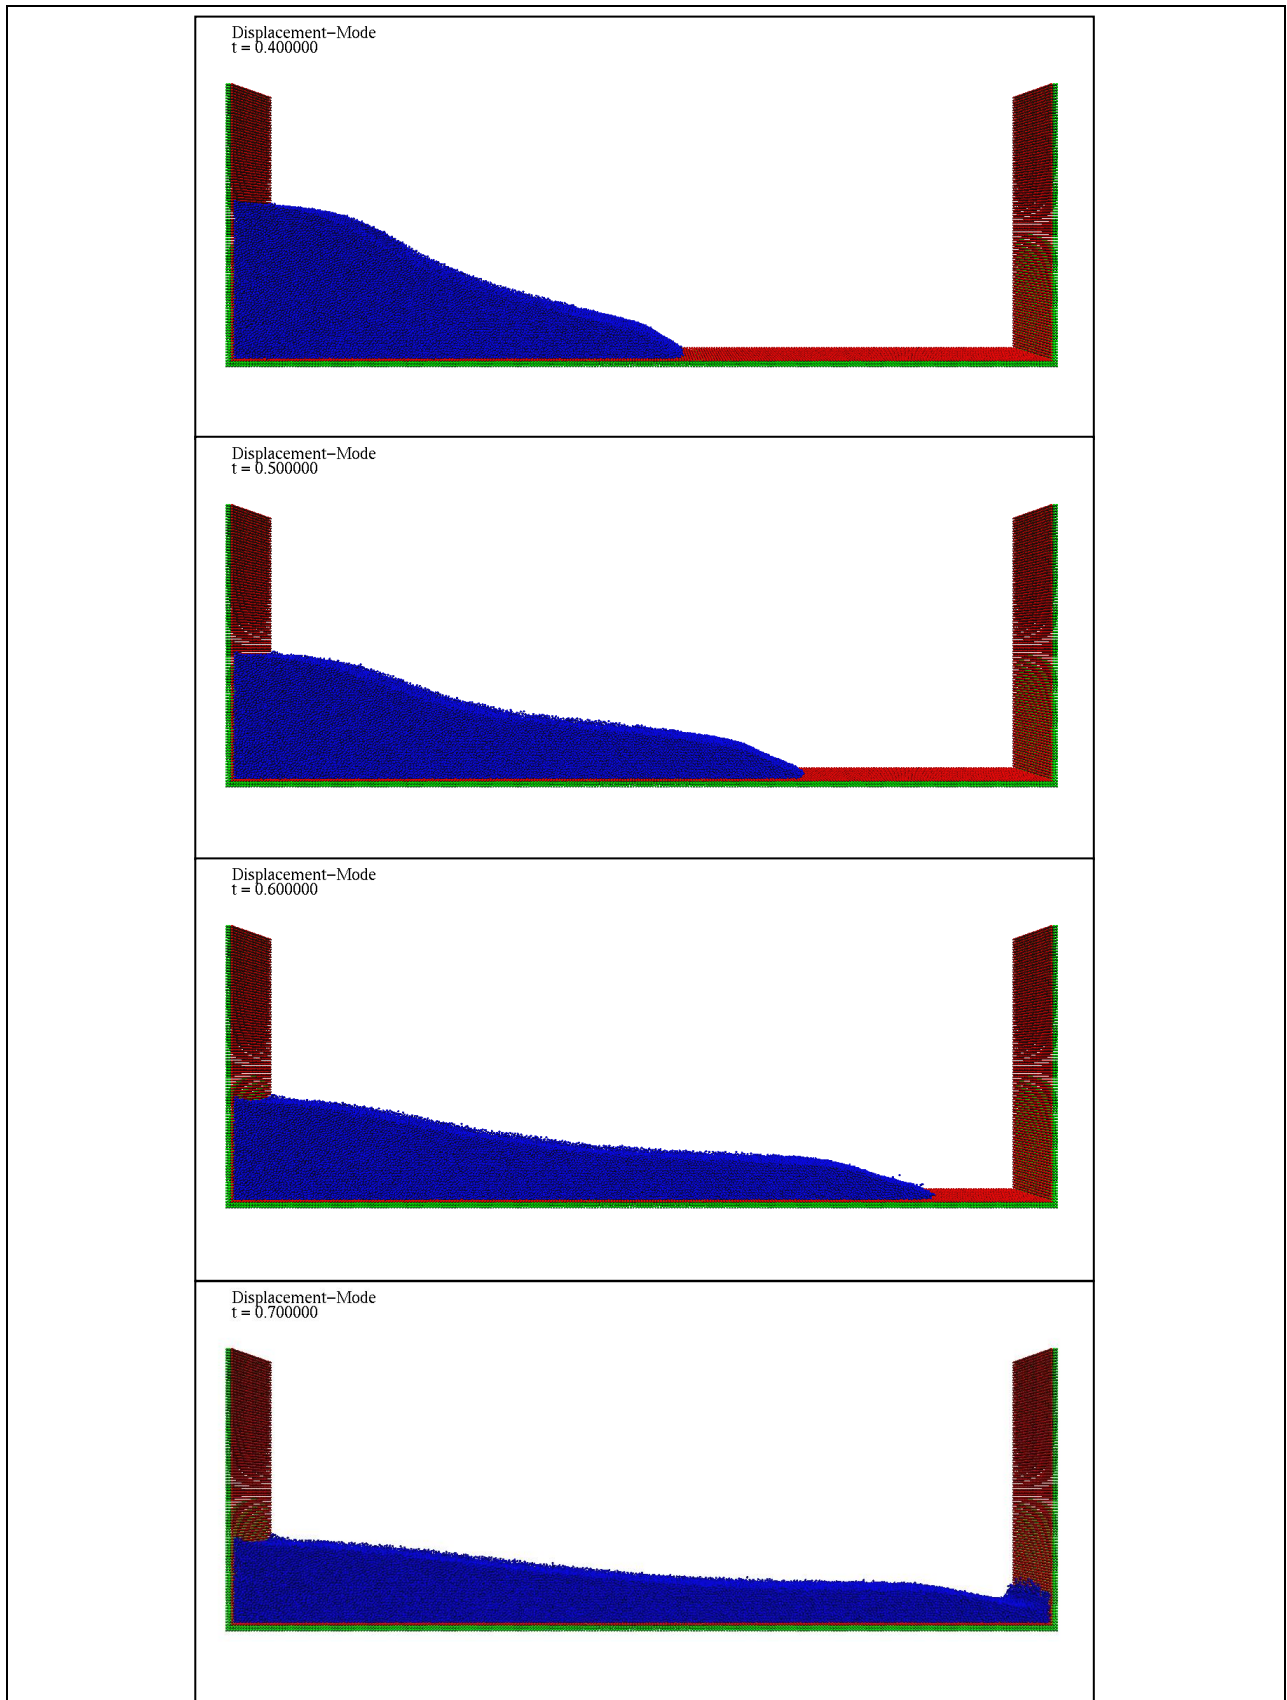 Displacement−Mode
t = 0.400000
Displacement−Mode
t = 0.500000
Displacement−Mode
t = 0.600000
Displacement−Mode
t = 0.700000